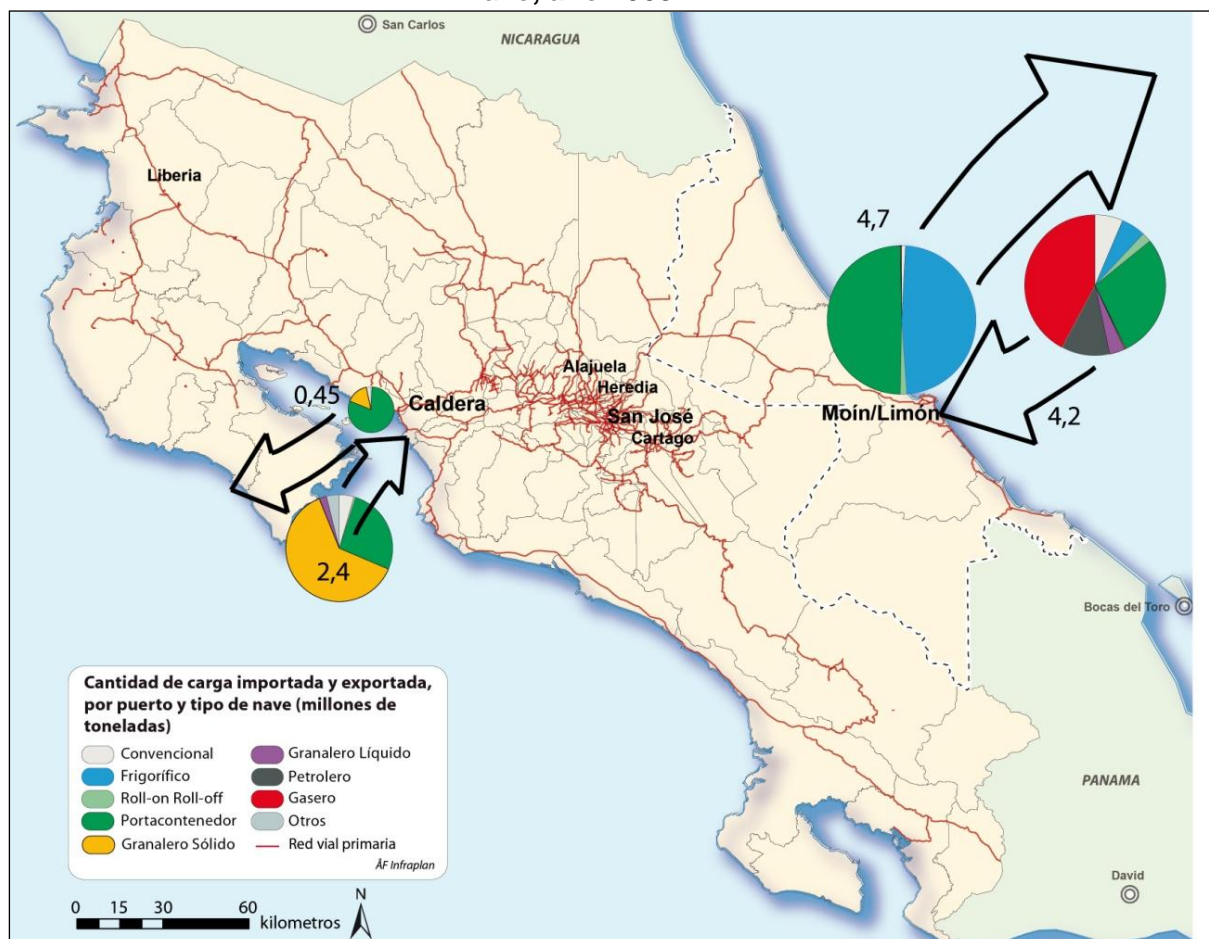 San Carlos
NICARAGUA
Liberia
4,7
Alajuela
Heredia
0,45
Caldera
San José
Moín/Limón
Cartago
4,2
2,4
Bocas del Toro
Cantidad de carga importada y exportada,
por puerto y tipo de nave (millones de
toneladas)
Convencional
Granalero Líquido
Frigorífico
Petrolero
Roll-on Roll-off
Gasero
Portacontenedor
Otros
Granalero Sólido
Red vial primaria
ÅF Infraplan
PANAMA
David
N
0 15 30 60
kilometros